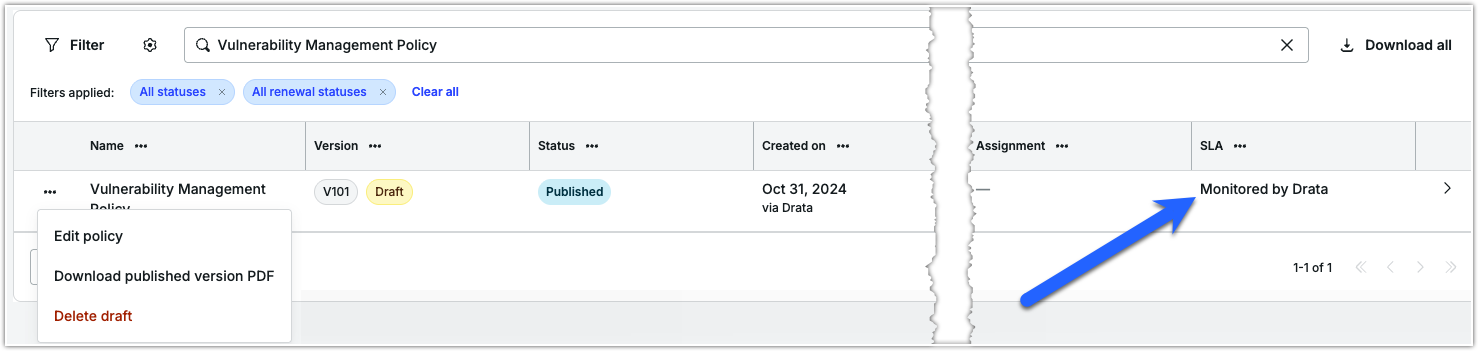 Filter
Vulnerability Management Policy
Download all
Filters applied:
All statuses
All renewal statuses
Clear all
Name
Version
Status
Created on
Assignment
SLA
Vulnerability Management
Policy
V101
Draft
Published
Oct 31, 2024
via Drata
—
Monitored by Drata
Edit policy
Download published version PDF
Delete draft
1-1 of 1